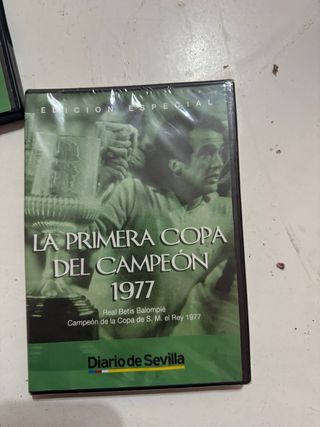 EDICION ESPECIAL
LA PRIMERA COPA
DEL CAMPEÓN
1977
Real Betis Balompié
Campeón de la Copa de S. M. el Rey 1977
Diario de Sevilla